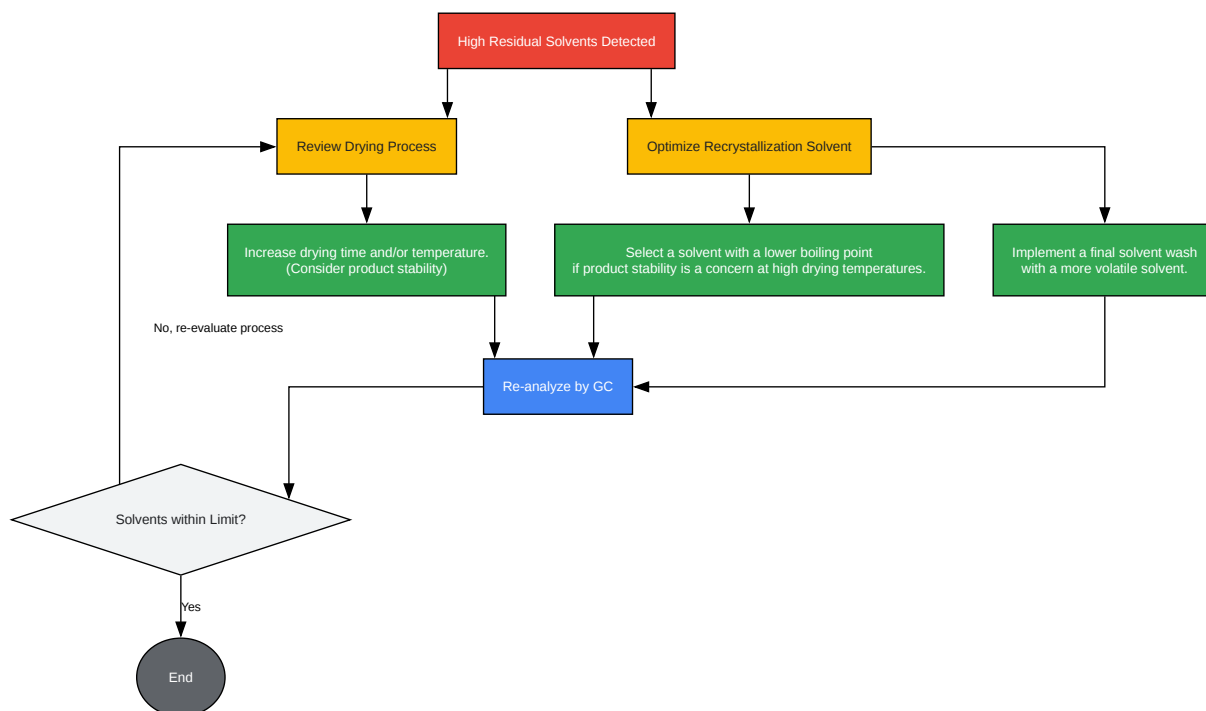 High Residual Solvents Detected
Review Drying Process
Optimize Recrystallization Solvent
Increase drying time and/or temperature.
(Consider product stability)
Select a solvent with a lower boiling point
if product stability is a concern at high drying temperatures.
Implement a final solvent wash
with a more volatile solvent.
No, re-evaluate process
Re-analyze by GC
Solvents within Limit?
Yes
End